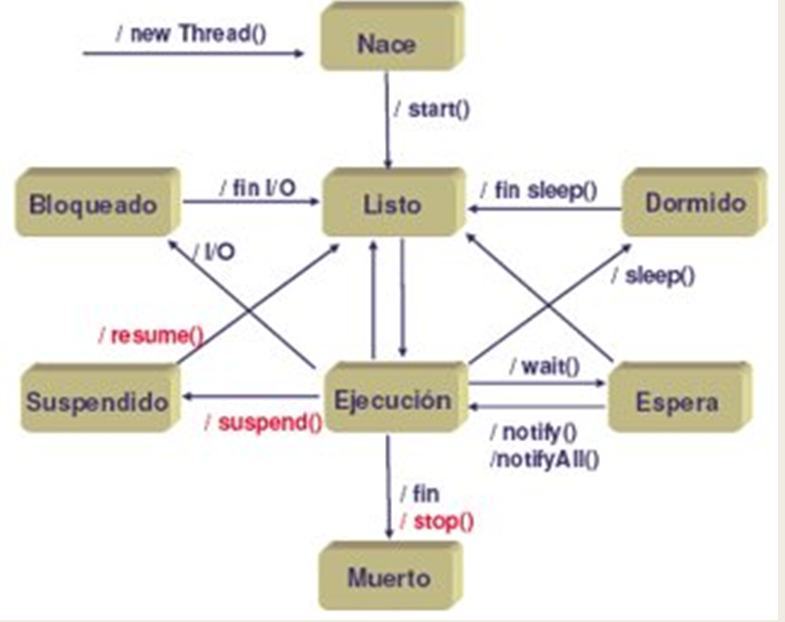 / new Thread()
Nace
/ start()
Bloqueado
/ fin I/O
Listo
/ fin sleep()
Dormido
/ I/O
/ sleep()
/ resume()
Suspendido
/ suspend()
Ejecución
/ wait()
Espera
/ notify()
/notifyAll()
/ fin
/ stop()
Muerto